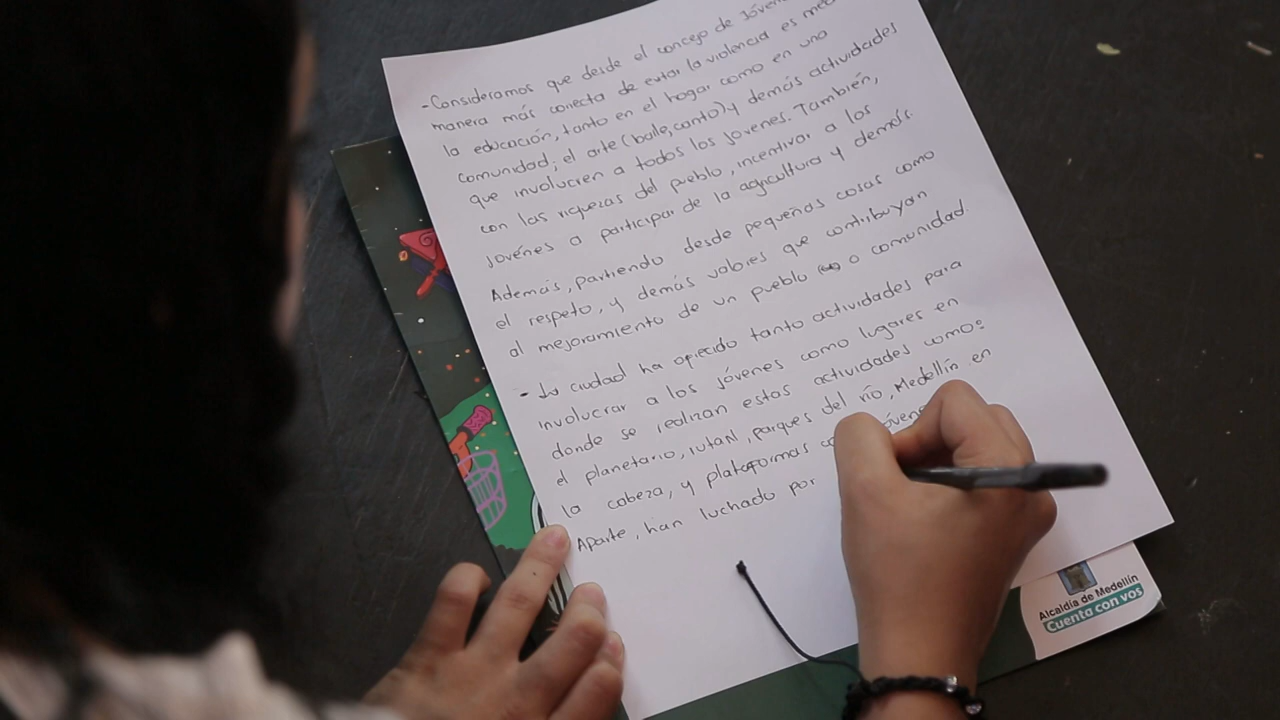 -Consideramos que desde el concejo de Jóvenes
manera más correcta de evitar la violencia es
la educación, tanto en el hogar como en una
comunidad; el arte (baile, canto) y demás actividades
que involucren a todos los jovenes. También,
con las riquezas del pueblo, incentivar a los
jovénes a participar de la agricultura y demás.
Además, partiendo desde pequeñas cosas como
el respeto, y demás valores que contribuyan
al mejoramiento de un pueblo o comunidad.
- La ciudad ha ofrecido tanto actividades para
involucrar a los jóvenes como lugares en
donde se realizan estas actividades como:
el planetario, rutanl, parques del río, Medellín en
la cabeza, y plataformas
Aparte, han luchado por
Alcaldía de Medellín
Cuenta con vos